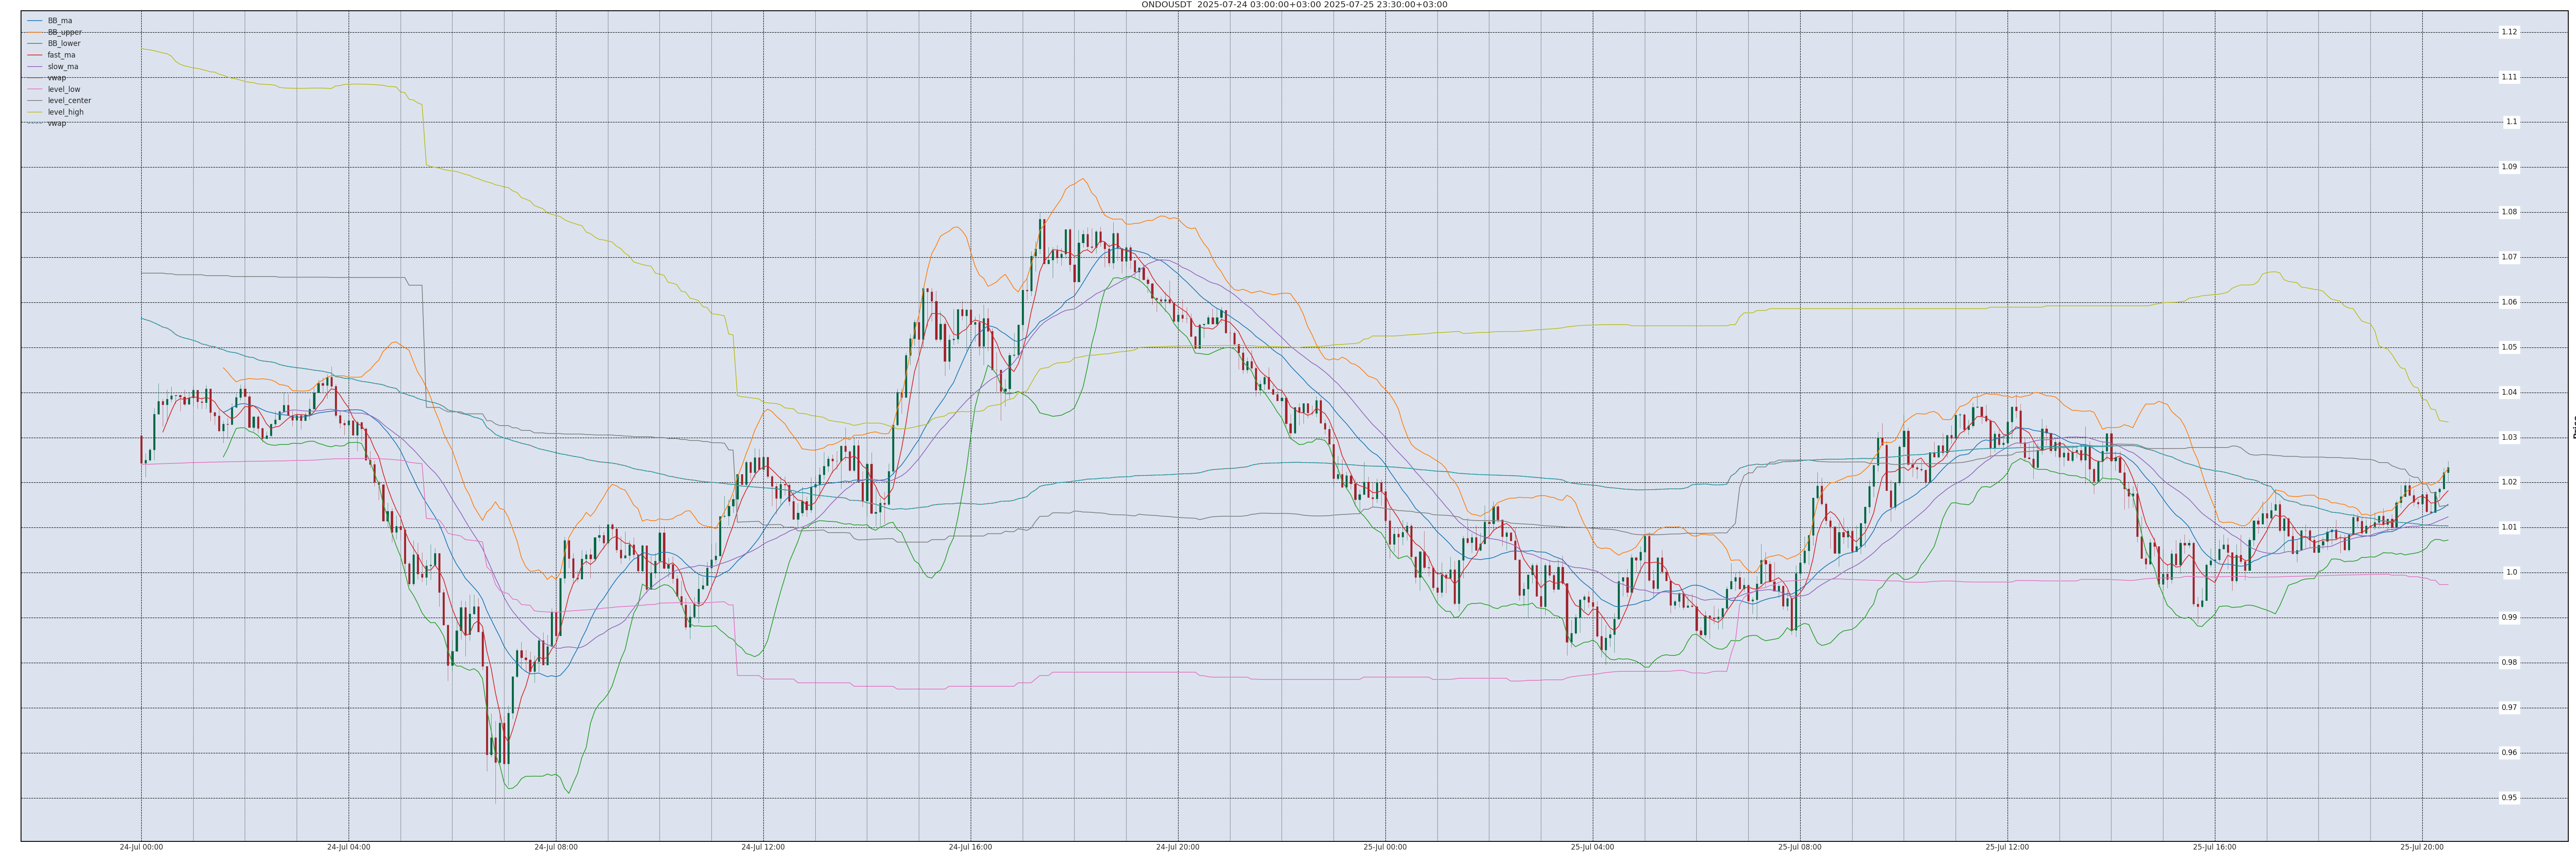 ONDOUSDT 2025-07-24 03:00:00+03:00 2025-07-25 23:30:00+03:00
BB_ma
BB_upper
BB_lower
fast_ma
slow_ma
vwap
level_low
level_center
level_high
vwap
1.12
1.11
1.1
1.09
1.08
1.07
1.06
1.05
1.04
1.03
1.02
1.01
1.0
0.99
0.98
0.97
0.96
0.95
24-Jul 00:00
24-Jul 04:00
24-Jul 08:00
24-Jul 12:00
24-Jul 16:00
24-Jul 20:00
25-Jul 00:00
25-Jul 04:00
25-Jul 08:00
25-Jul 12:00
25-Jul 16:00
25-Jul 20:00